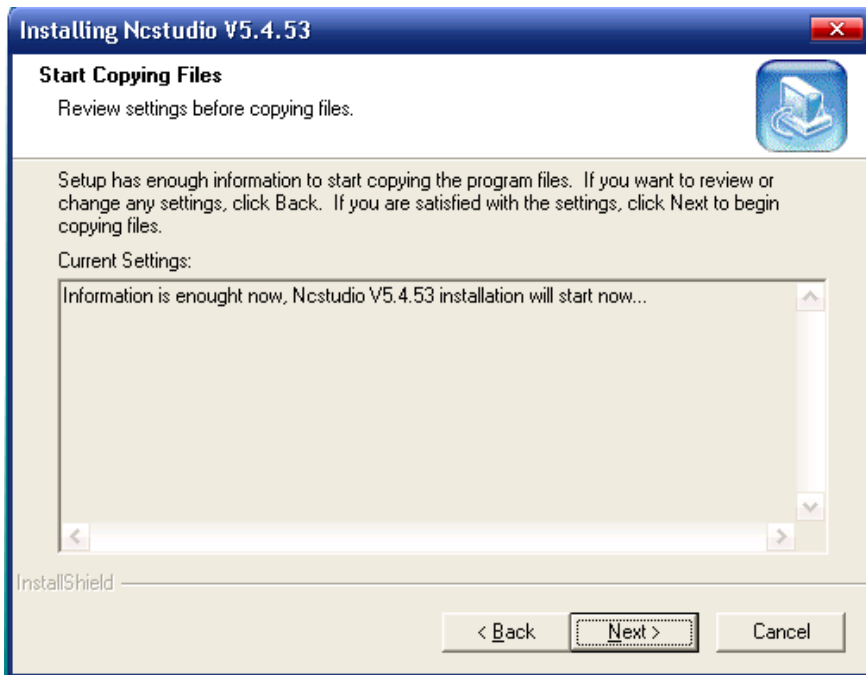 Installing Ncstudio V5.4.53
Start Copying Files
Review settings before copying files.
Setup has enough information to start copying the program files.  If you want to review or
change any settings, click Back.  If you are satisfied with the settings, click Next to begin
copying files.
Current Settings:
Information is enought now, Ncstudio V5.4.53 installation will start now...
InstallShield
< Back
Next >
Cancel